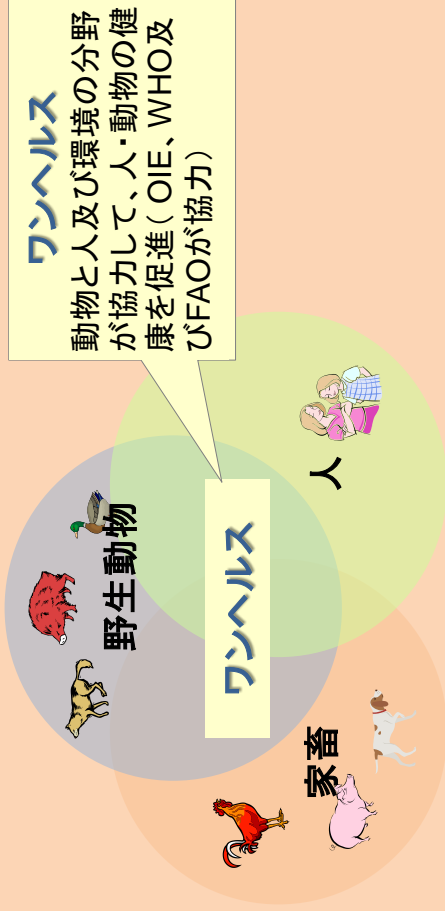 ワンヘルス
動物と人及び環境の分野
が協力して、人・動物の健
康を促進（OIE、WHO及
びFAOが協力）
野生動物
ワンヘルス
家畜
人